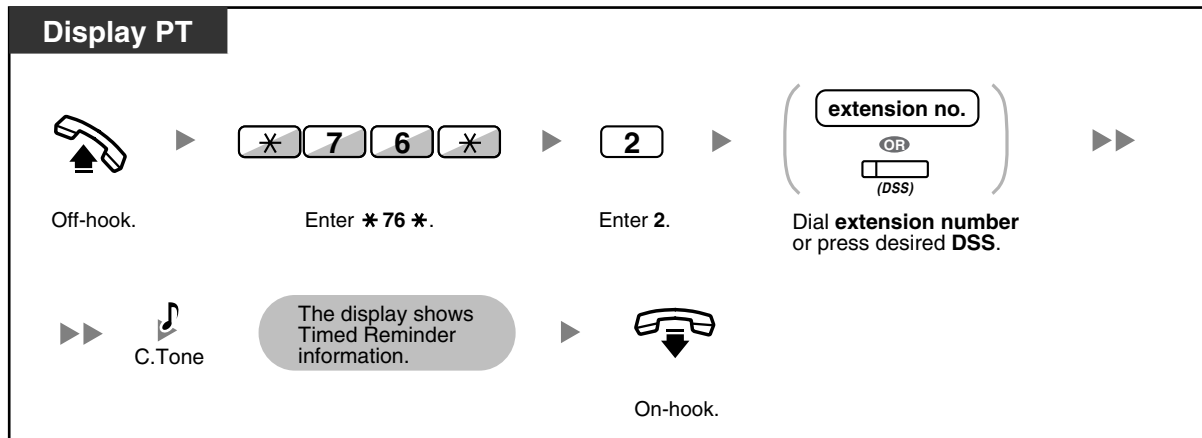 Display PT
extension no.
✳ 7 6 ✳
2
OR
(DSS)
Off-hook.
Enter ✳ 76 ✳.
Enter 2.
Dial extension number
or press desired DSS.
The display shows
Timed Reminder
information.
C.Tone
On-hook.